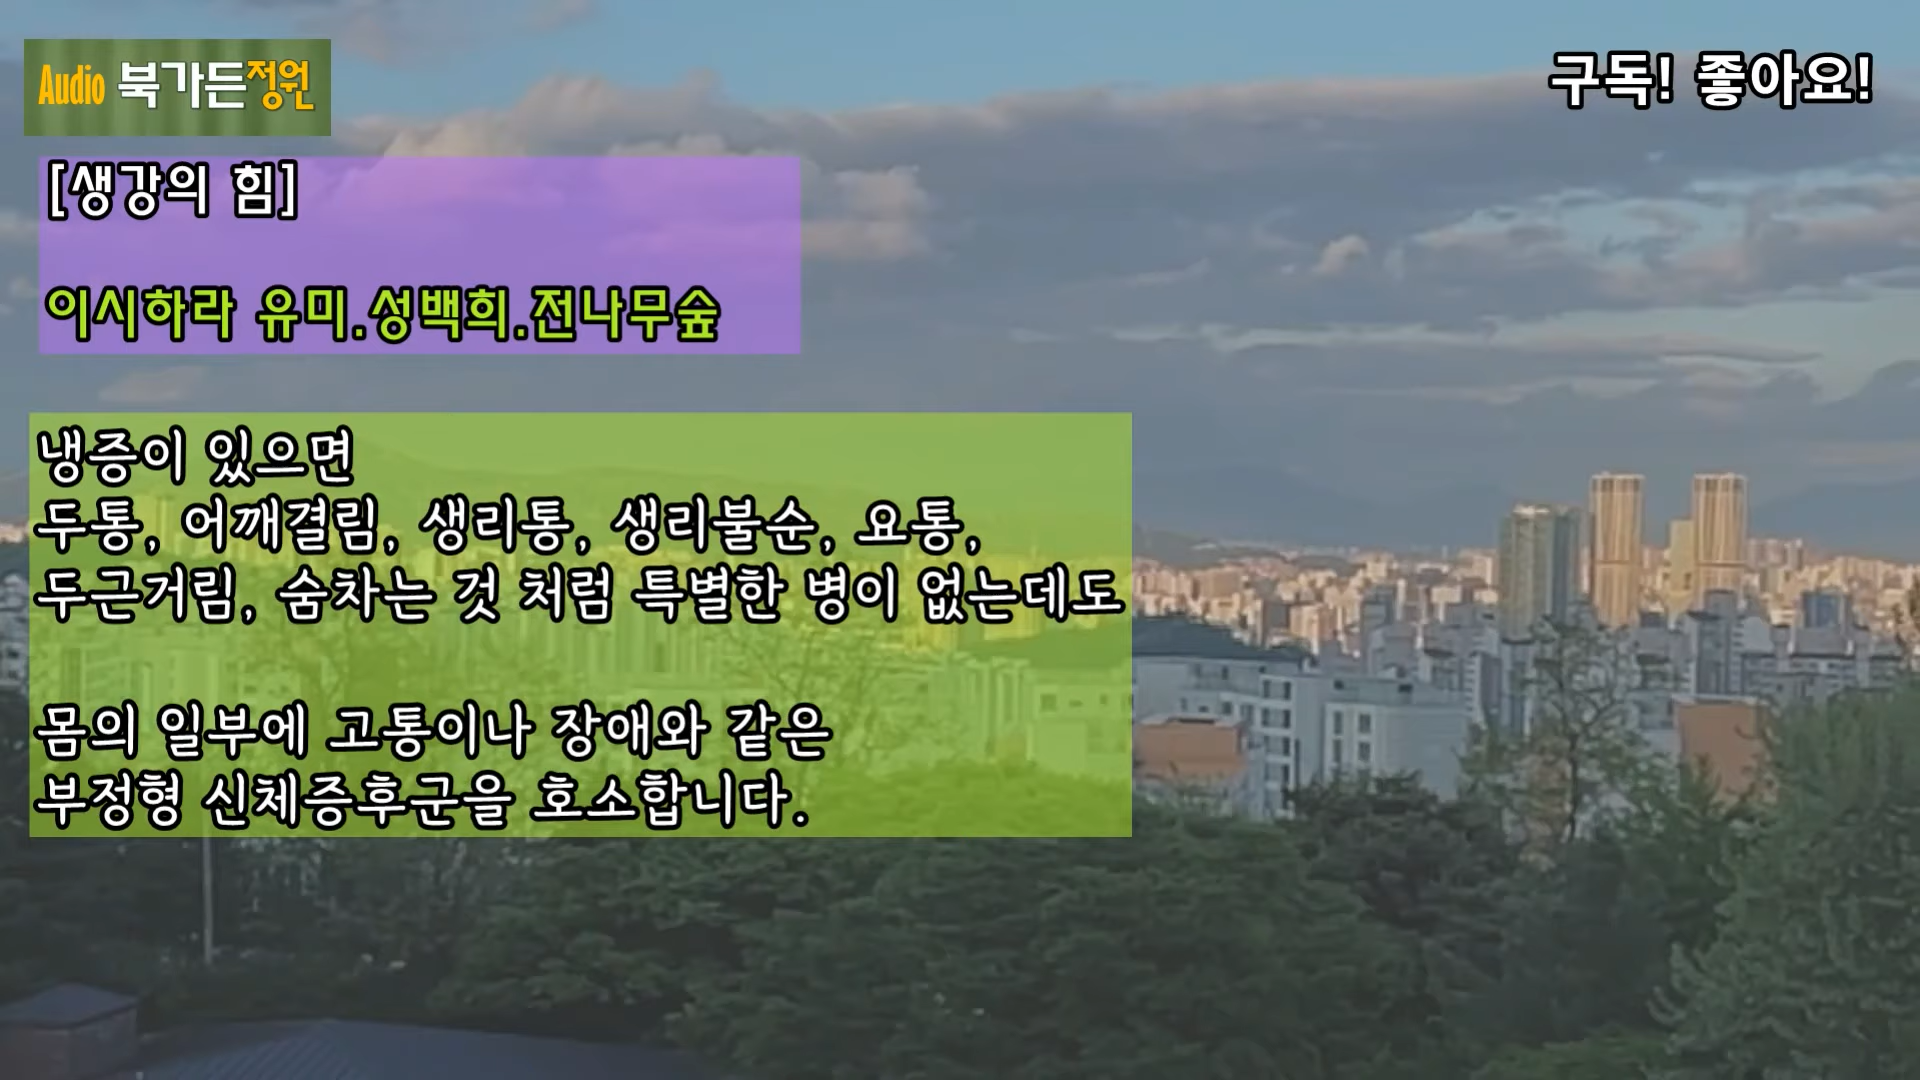 Audio 북가든정원
구독! 좋아요!
[생강의 힘]
이시하라 유미.성백희.전나무숲
냉증이 있으면
두통, 어깨결림, 생리통, 생리불순, 요통,
두근거림, 숨차는 것 처럼 특별한 병이 없는데도
몸의 일부에 고통이나 장애와 같은
부정형 신체증후군을 호소합니다.